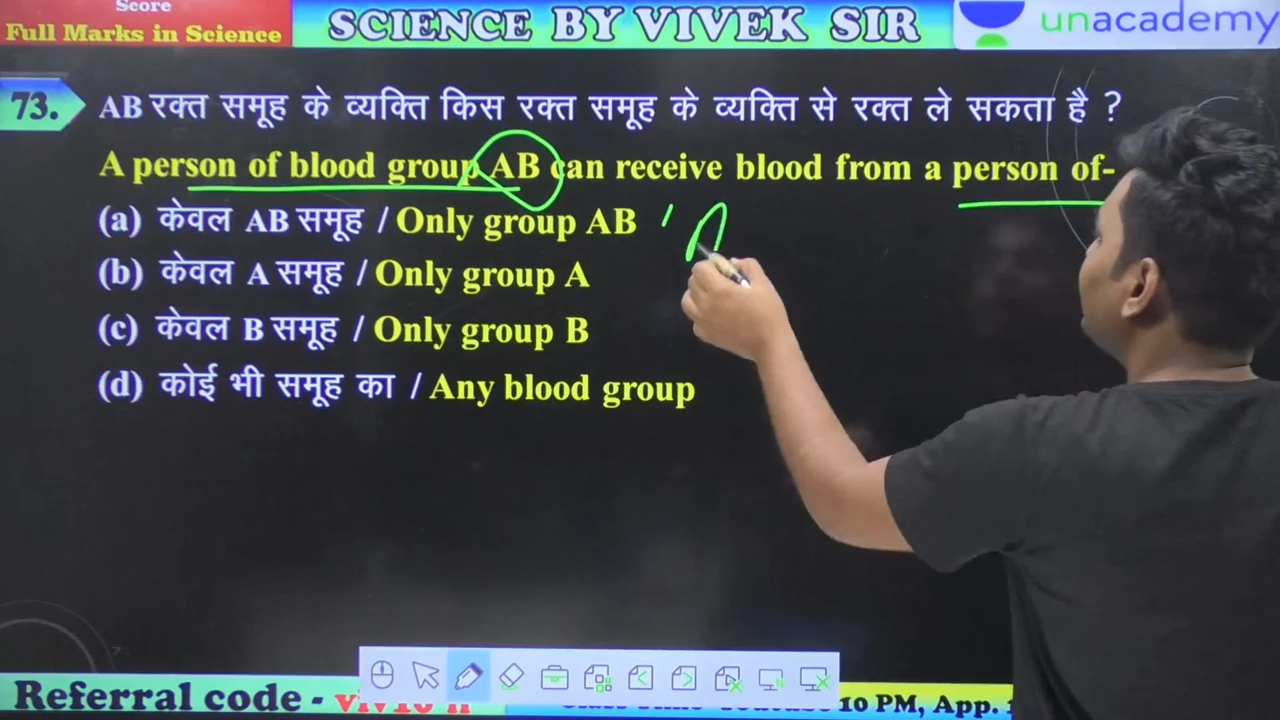 Score
Full Marks in Science
SCIENCE BY VIVEK SIR
unacademy
73.
AB रक्त समूह के व्यक्ति किस रक्त समूह के व्यक्ति से रक्त ले सकता है ?
A person of blood group AB can receive blood from a person of-
(a) केवल AB समूह / Only group AB
(b) केवल A समूह / Only group A
(c) केवल B समूह / Only group B
(d) कोई भी समूह का / Any blood group
Referral code -
10 PM, App.